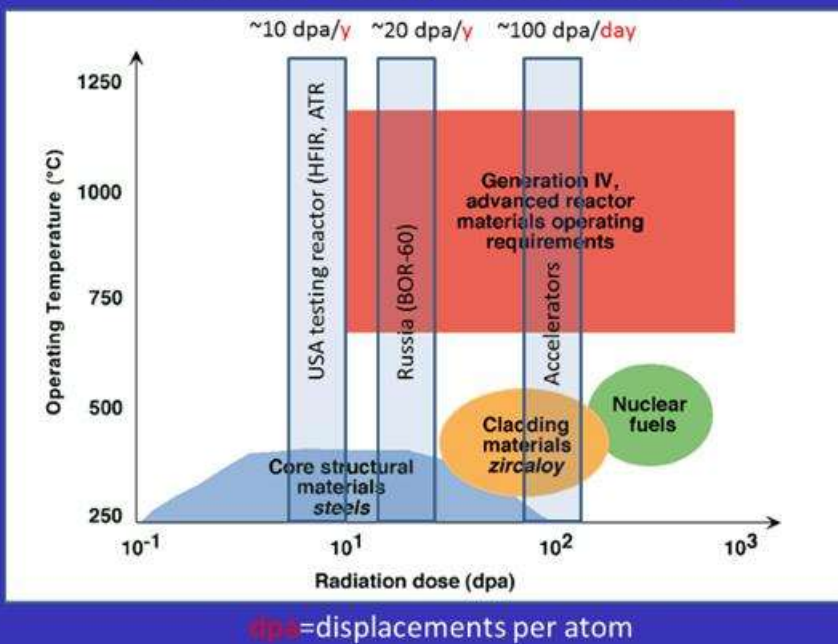 ~10 dpa/y ~20 dpa/y ~100 dpa/day
1250
1000
750
500
250
Operating Temperature (°C)
USA testing reactor (HFIR, ATR
Russia (BOR-60)
Accelerators
Generation IV,
advanced reactor
materials operating
requirements
Nuclear
fuels
Cladding
materials
zircaloy
Core structural
materials
steels
10-1 101 102 103
Radiation dose (dpa)
dpa=displacements per atom